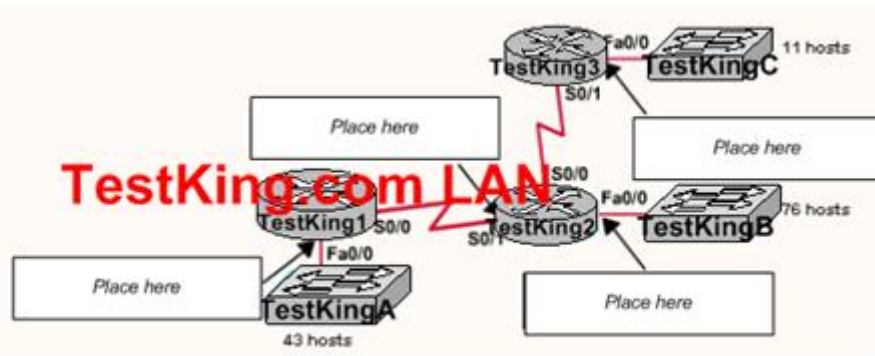 Fa0/0
11 hosts
TestKing3
TestKingC
S0/1
Place here
Place here
TestKing.com LAN
S0/0
Fa0/0
TestKing1
S0/0
S0/1
TestKing2
TestKingB
76 hosts
Fa0/0
Place here
TestKingA
Place here
43 hosts